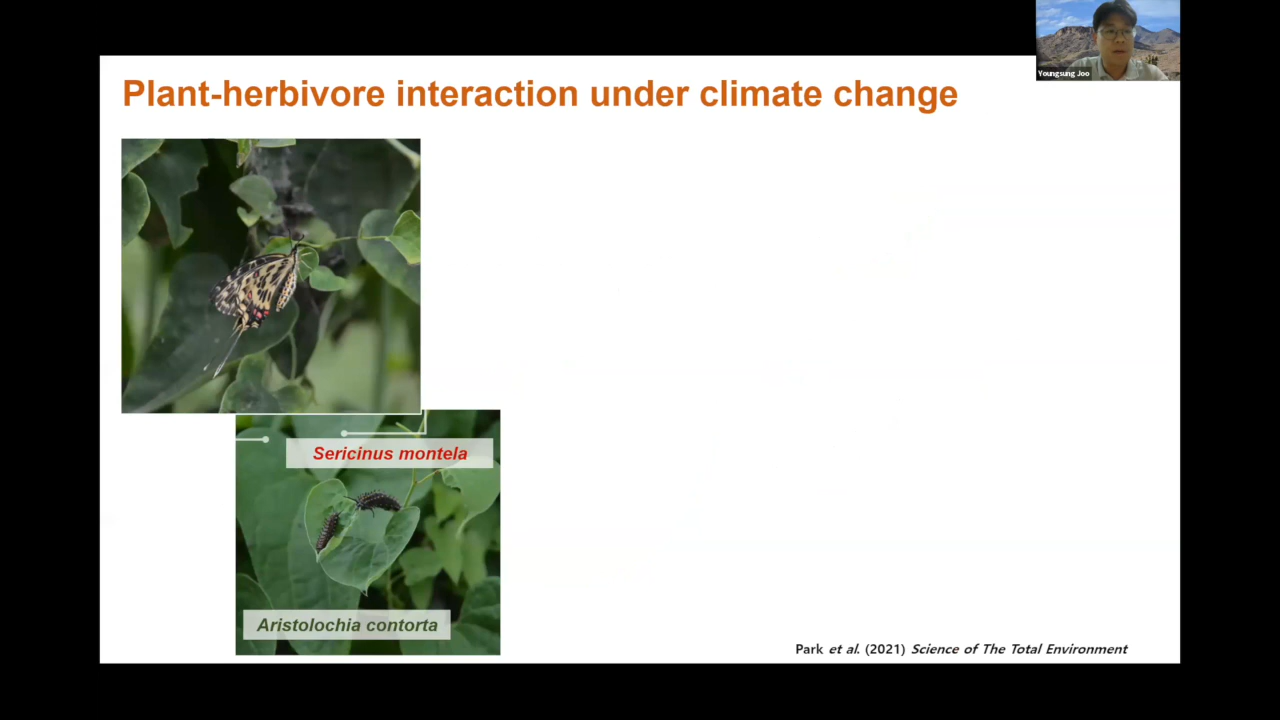 Youngsung Joo
Plant-herbivore interaction under climate change
Sericinus montela
Aristolochia contorta
Park et al. (2021) Science of The Total Environment